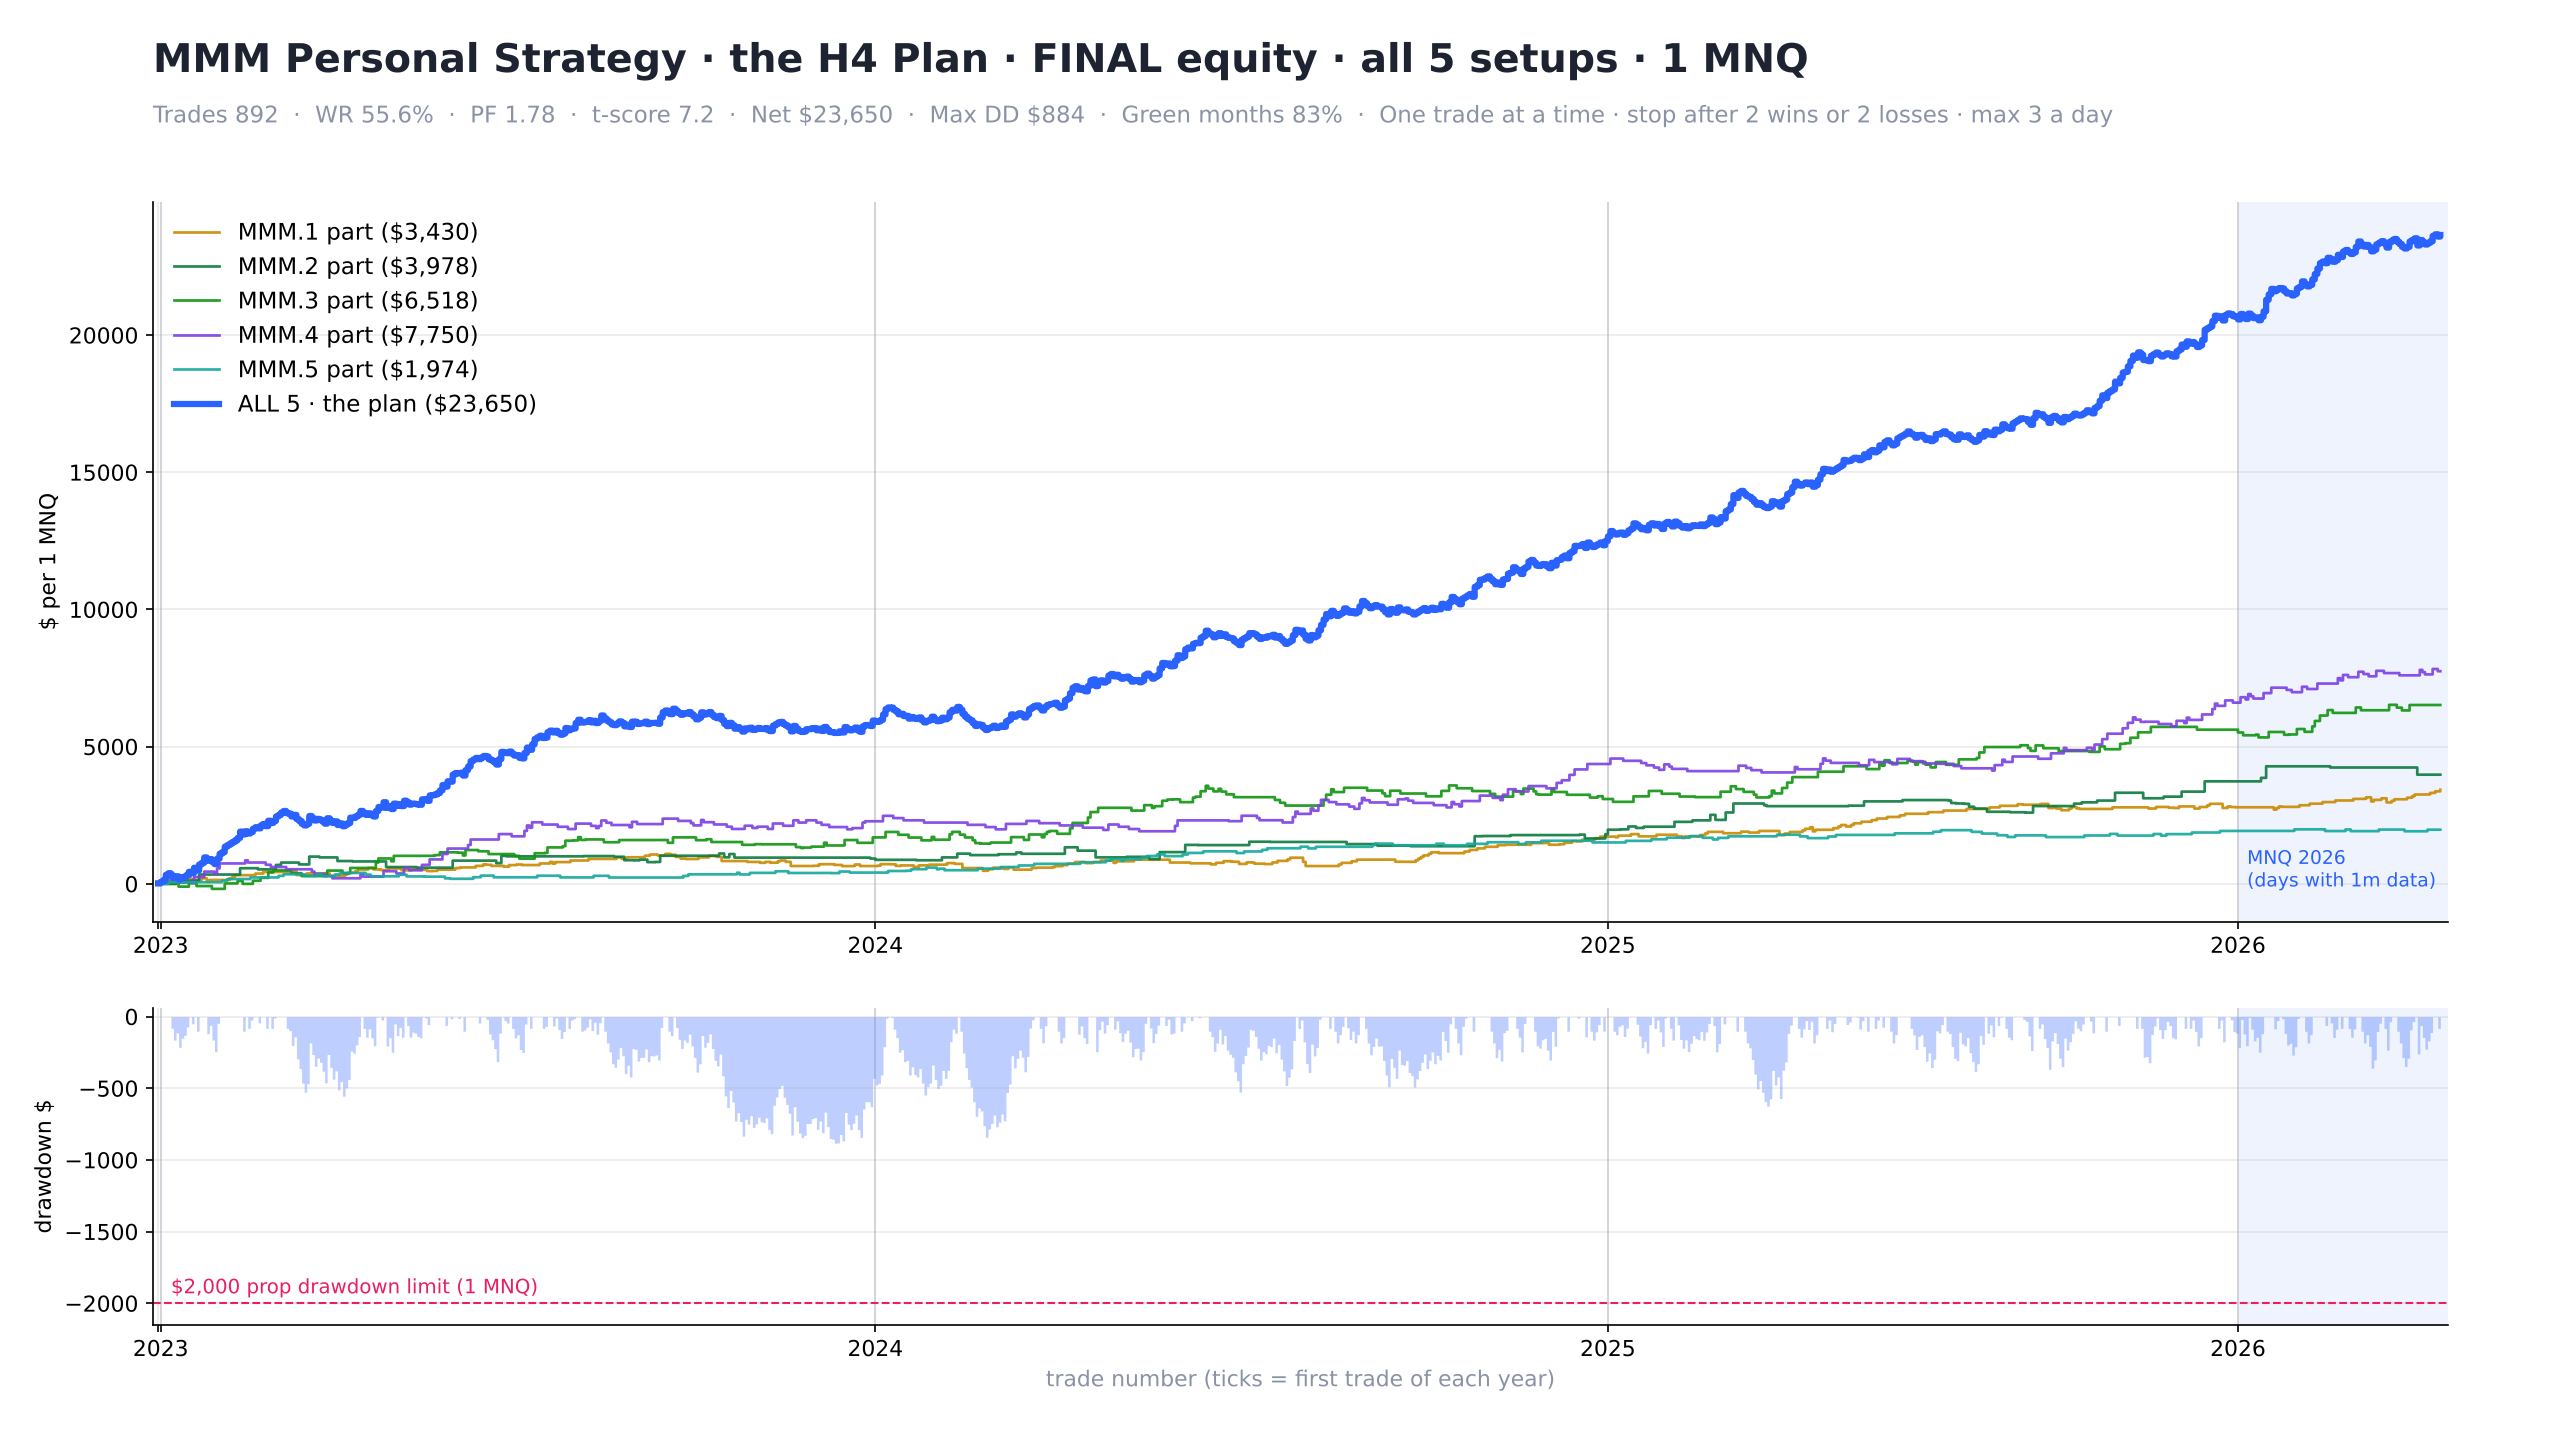 MMM Personal Strategy · the H4 Plan · FINAL equity · all 5 setups · 1 MNQ
Trades 892 · WR 55.6% · PF 1.78 · t-score 7.2 · Net $23,650 · Max DD $884 · Green months 83% · One trade at a time · stop after 2 wins or 2 losses · max 3 a day
MMM.1 part ($3,430)
MMM.2 part ($3,978)
MMM.3 part ($6,518)
MMM.4 part ($7,750)
MMM.5 part ($1,974)
ALL 5 · the plan ($23,650)
$ per 1 MNQ
20000
15000
10000
5000
0
MNQ 2026
(days with 1m data)
2023
2024
2025
2026
drawdown $
0
−500
−1000
−1500
−2000
$2,000 prop drawdown limit (1 MNQ)
2023
2024
2025
2026
trade number (ticks = first trade of each year)